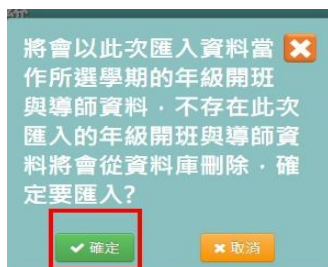 將會以此次匯入資料當
作所選學期的年級開班
與導師資料，不存在此次
匯入的年級開班與導師資
料將會從資料庫刪除，確
定要匯入?
確定
取消